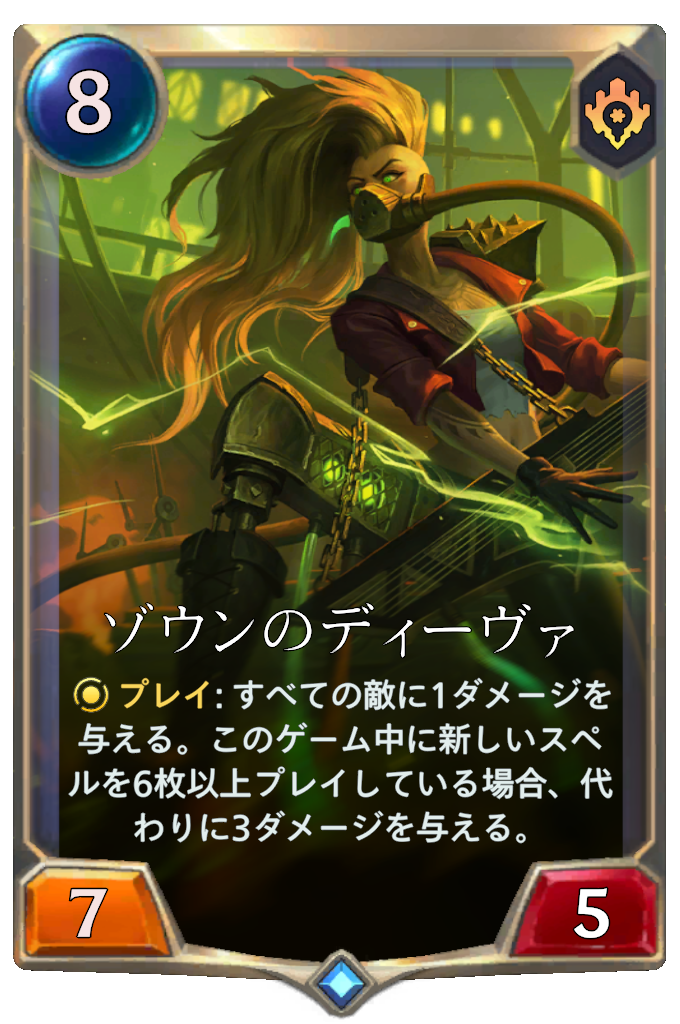 8
ゾウンのディーヴァ
プレイ: すべての敵に1ダメージを
与える。このゲーム中に新しいスペ
ルを6枚以上プレイしている場合、代
わりに3ダメージを与える。
7
5